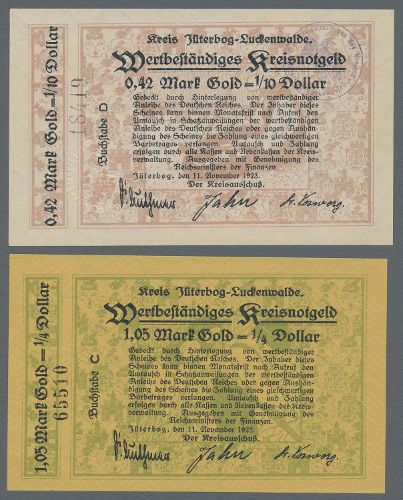 Kreis Jüterbog-Luckenwalde.
Wertbeständiges Kreisnotgeld
0,42 Mark Gold = 1/10 Dollar
Gedeckt durch Hinterlegung von wertbeständiger
Anleihe des Deutschen Reiches. Der Inhaber dieses
Scheines kann binnen Monatsfrist nach Aufruf den
Umtausch in Schatzanweisungen der wertbeständigen
Anleihe des Deutschen Reiches oder gegen Aushän-
digung des Scheines die Zahlung eines gleichwertigen
Barbetrages verlangen. Umtausch und Zahlung
erfolgen durch alle Kassen und Nebenkassen der Kreis-
verwaltung. Ausgegeben mit Genehmigung des
Reichsministers der Finanzen.
Jüterbog, den 11. November 1923.
Der Kreisausschuß.
Jahn
Buchstabe D
8419
0,42 Mark Gold = 1/10 Dollar
Kreis Jüterbog-Luckenwalde.
Wertbeständiges Kreisnotgeld
1,05 Mark Gold = 1/4 Dollar
Gedeckt durch Hinterlegung von wertbeständiger
Anleihe des Deutschen Reiches. Der Inhaber dieses
Scheines kann binnen Monatsfrist nach Aufruf den
Umtausch in Schatzanweisungen der wertbeständigen
Anleihe des Deutschen Reiches oder gegen Aushän-
digung des Scheines die Zahlung eines gleichwertigen
Barbetrages verlangen. Umtausch und Zahlung
erfolgen durch alle Kassen und Nebenkassen der Kreis-
verwaltung. Ausgegeben mit Genehmigung des
Reichsministers der Finanzen.
Jüterbog, den 11. November 1923.
Der Kreisausschuß.
Jahn
Buchstabe C
65510
1,05 Mark Gold = 1/4 Dollar